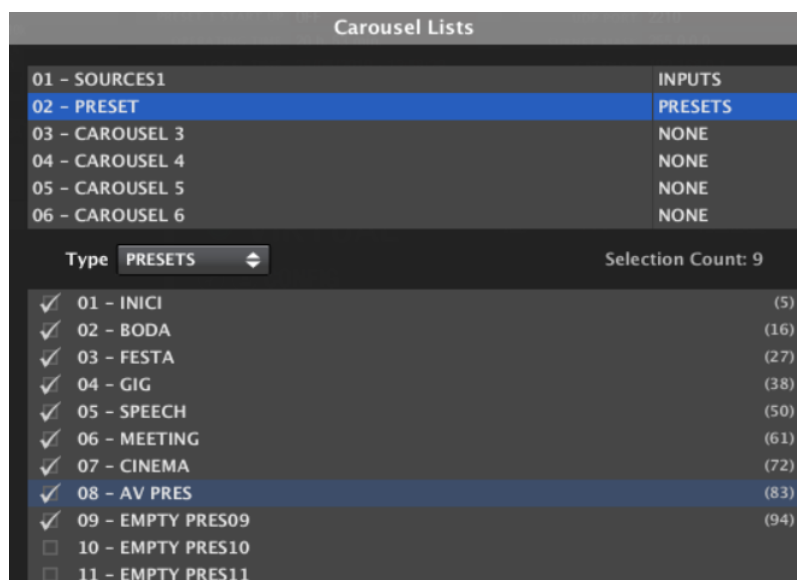 Carousel Lists
01 – SOURCES1 INPUTS
02 – PRESET PRESETS
03 – CAROUSEL 3 NONE
04 – CAROUSEL 4 NONE
05 – CAROUSEL 5 NONE
06 – CAROUSEL 6 NONE
Type PRESETS Selection Count: 9
01 – INICI (5)
02 – BODA (16)
03 – FESTA (27)
04 – GIG (38)
05 – SPEECH (50)
06 – MEETING (61)
07 – CINEMA (72)
08 – AV PRES (83)
09 – EMPTY PRES09 (94)
10 – EMPTY PRES10
11 – EMPTY PRES11